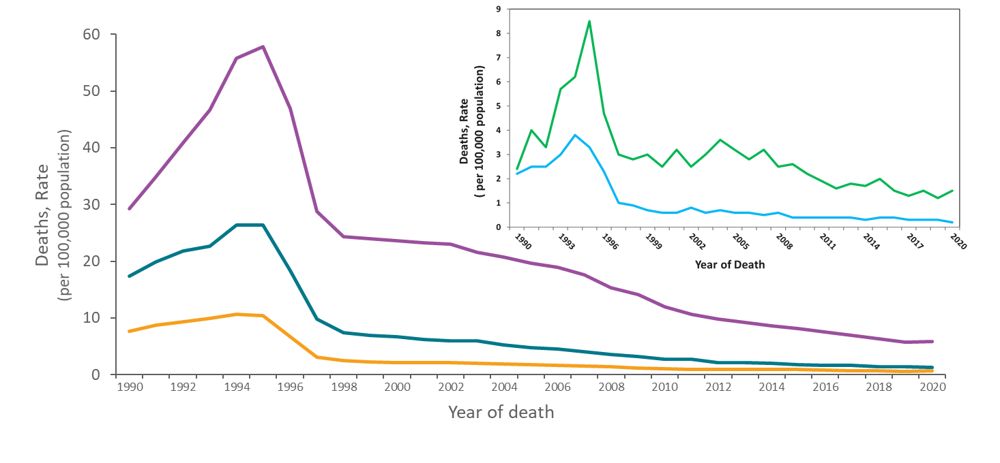 60
50
40
30
20
10
0
Deaths, Rate
(per 100,000 population)
1990 1992 1994 1996 1998 2000 2002 2004 2006 2008 2010 2012 2014 2016 2018 2020
Year of death
9
8
7
6
5
4
3
2
1
0
Deaths, Rate
( per 100,000 population)
1990 1993 1996 1999 2002 2005 2008 2011 2014 2017 2020
Year of Death